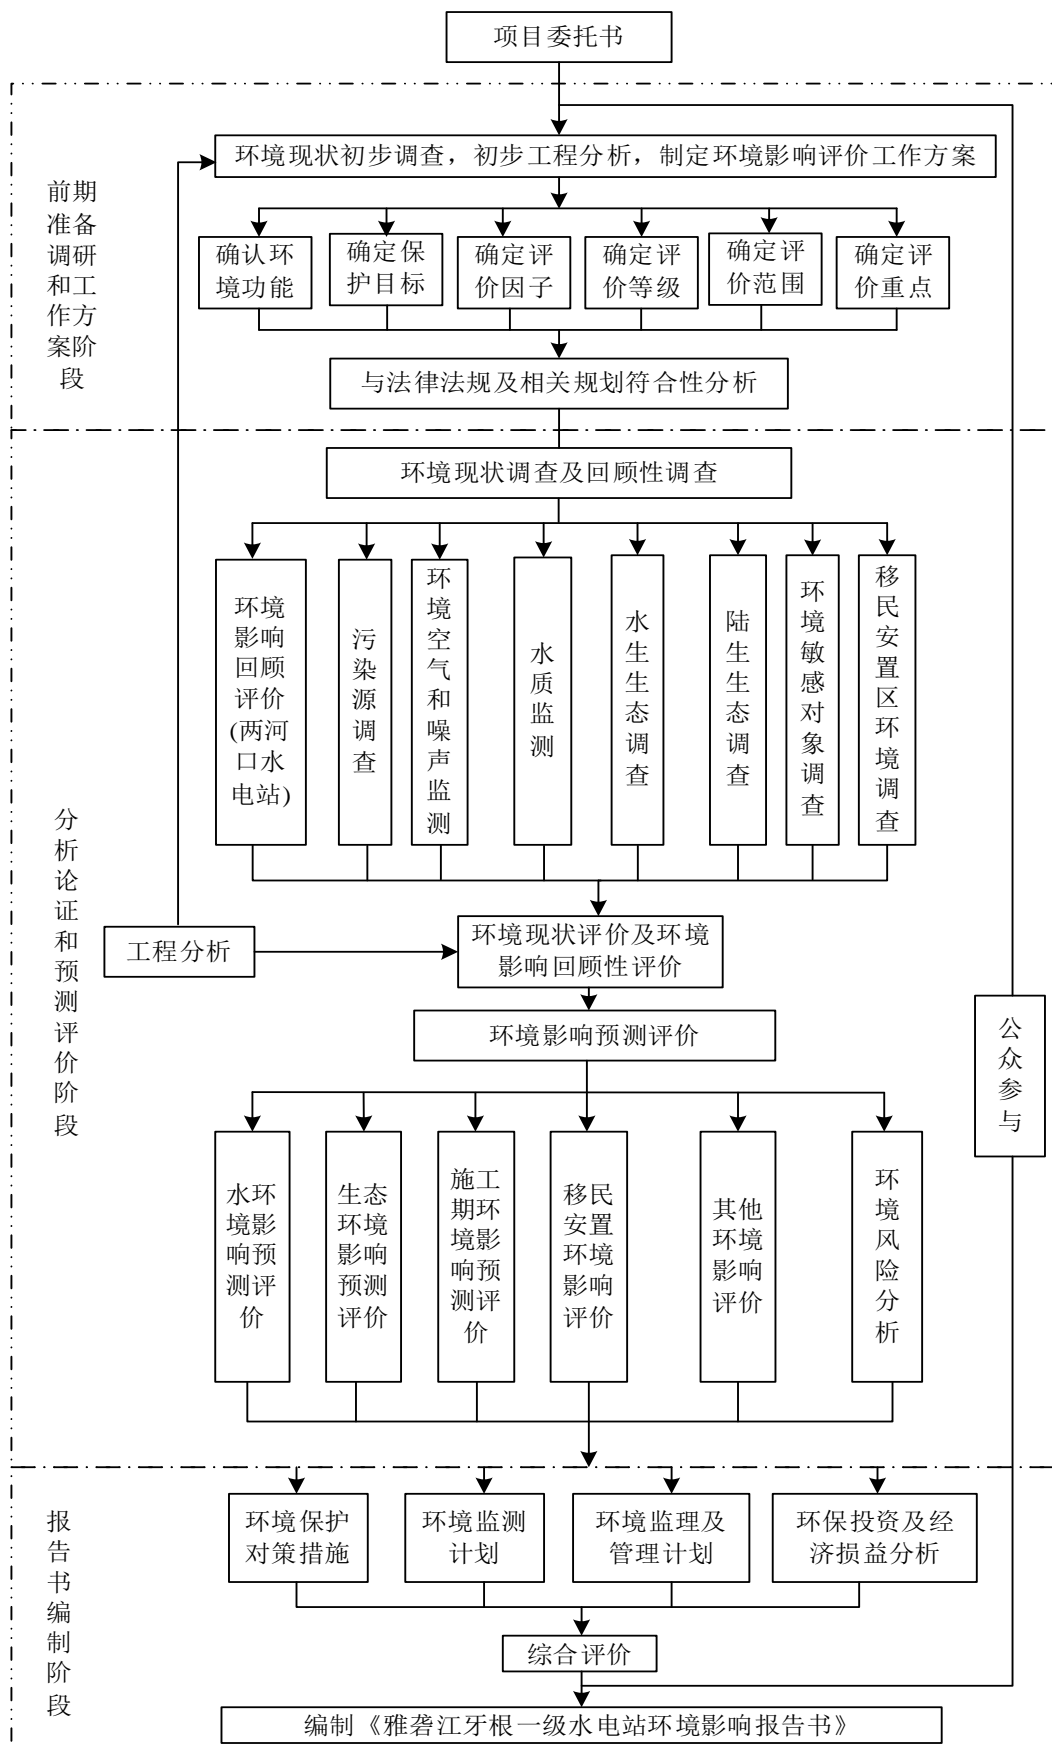 项目委托书
环境现状初步调查，初步工程分析，制定环境影响评价工作方案
前期
准备
调研
和工
作方
案阶
段
确认环
境功能
确定保
护目标
确定评
价因子
确定评
价等级
确定评
价范围
确定评
价重点
与法律法规及相关规划符合性分析
环境现状调查及回顾性调查
环境
影响
回顾
评价
(两河
口水
电站)
污
染
源
调
查
环
境
空
气
和
噪
声
监
测
水
质
监
测
水
生
生
态
调
查
陆
生
生
态
调
查
环
境
敏
感
对
象
调
查
移
民
安
置
区
环
境
调
查
分
析
论
证
和
预
测
评
价
阶
段
工程分析
环境现状评价及环境
影响回顾性评价
环境影响预测评价
公
众
参
与
水环
境影
响预
测评
价
生态
环境
影响
预测
评价
施工
期环
境影
响预
测评
价
移民
安置
环境
影响
评价
其他
环境
影响
评价
环
境
风
险
分
析
报
告
书
编
制
阶
段
环境保护
对策措施
环境监测
计划
环境监理及
管理计划
环保投资及经
济损益分析
综合评价
编制《雅砻江牙根一级水电站环境影响报告书》